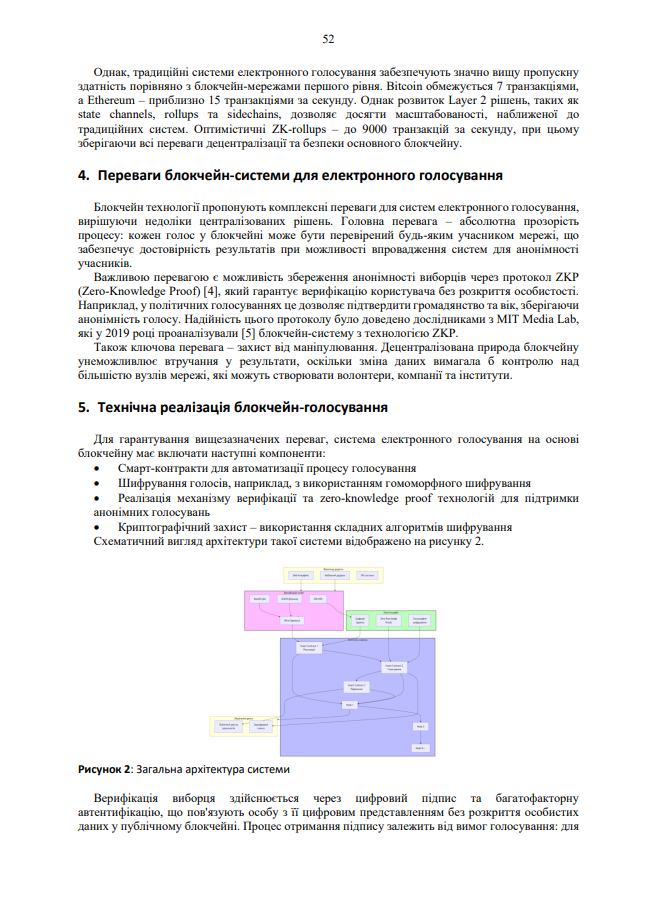 52
Однак, традиційні системи електронного голосування забезпечують значно вищу пропускну
здатність порівняно з блокчейн-мережами першого рівня. Bitcoin обмежується 7 транзакціями,
а Ethereum – приблизно 15 транзакціями за секунду. Однак розвиток Layer 2 рішень, таких як
state channels, rollups та sidechains, дозволяє досягти масштабованості, наближеної до
традиційних систем. Оптимістичні ZK-rollups – до 9000 транзакцій за секунду, при цьому
зберігаючи всі переваги децентралізації та безпеки основного блокчейну.
4. Переваги блокчейн-системи для електронного голосування
Блокчейн технології пропонують комплексні переваги для систем електронного голосування,
вирішуючи недоліки централізованих рішень. Головна перевага – абсолютна прозорість
процесу: кожен голос у блокчейні може бути перевірений будь-яким учасником мережі, що
забезпечує достовірність результатів при можливості впровадження систем для анонімності
учасників.
Важливою перевагою є можливість збереження анонімності виборців через протокол ZKP
(Zero-Knowledge Proof) [4], який гарантує верифікацію користувача без розкриття особистості.
Наприклад, у політичних голосуваннях це дозволяє підтвердити громадянство та вік, зберігаючи
анонімність голосу. Надійність цього протоколу було доведено дослідниками з MIT Media Lab,
які у 2019 році проаналізували [5] блокчейн-систему з технологією ZKP.
Також ключова перевага – захист від маніпулювання. Децентралізована природа блокчейну
унеможливлює втручання у результати, оскільки зміна даних вимагала б контролю над
більшістю вузлів мережі, які можуть створювати волонтери, компанії та інститути.
5. Технічна реалізація блокчейн-голосування
Для гарантування вищезазначених переваг, система електронного голосування на основі
блокчейну має включати наступні компоненти:
• Смарт-контракти для автоматизації процесу голосування
• Шифрування голосів, наприклад, з використанням гомоморфного шифрування
• Реалізація механізму верифікації та zero-knowledge proof технологій для підтримки
анонімних голосувань
• Криптографічний захист – використання складних алгоритмів шифрування
Схематичний вигляд архітектури такої системи відображено на рисунку 2.
Рисунок 2: Загальна архітектура системи
Верифікація виборця здійснюється через цифровий підпис та багатофакторну
автентифікацію, що пов'язують особу з її цифровим представленням без розкриття особистих
даних у публічному блокчейні. Процес отримання підпису залежить від вимог голосування: для